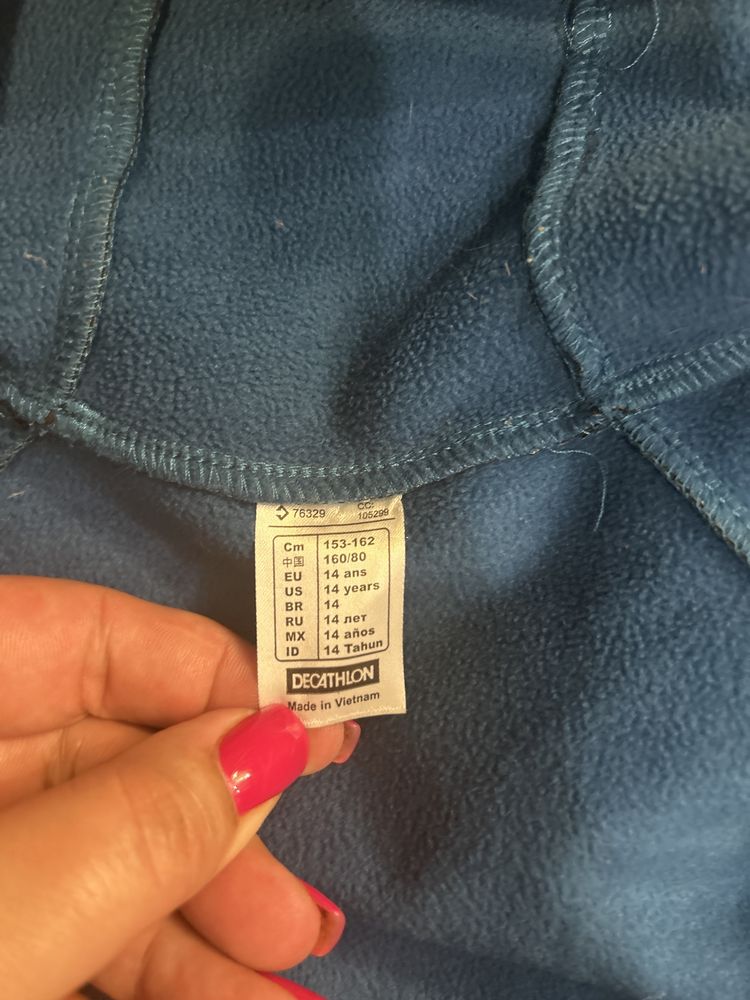 76329 CC: 105299
Cm 153-162
中国 160/80
EU 14 ans
US 14 years
BR 14
RU 14 лет
MX 14 años
ID 14 Tahun
DECATHLON
Made in Vietnam